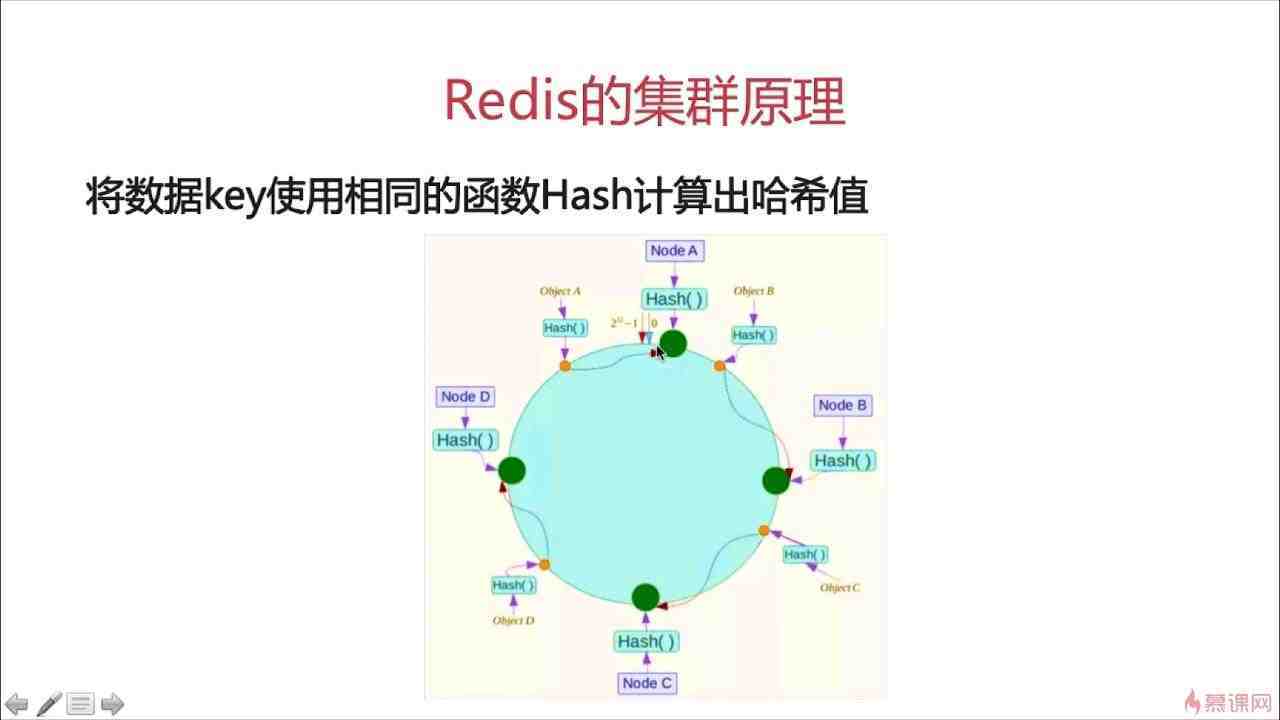 Redis的集群原理
将数据key使用相同的函数Hash计算出哈希值
Node A
Object A
Hash( )
Object B
Hash( )
2³²−1
0
Hash( )
Node D
Node B
Hash( )
Hash( )
Hash( )
Hash( )
Object C
Object D
Hash( )
Node C
慕课网